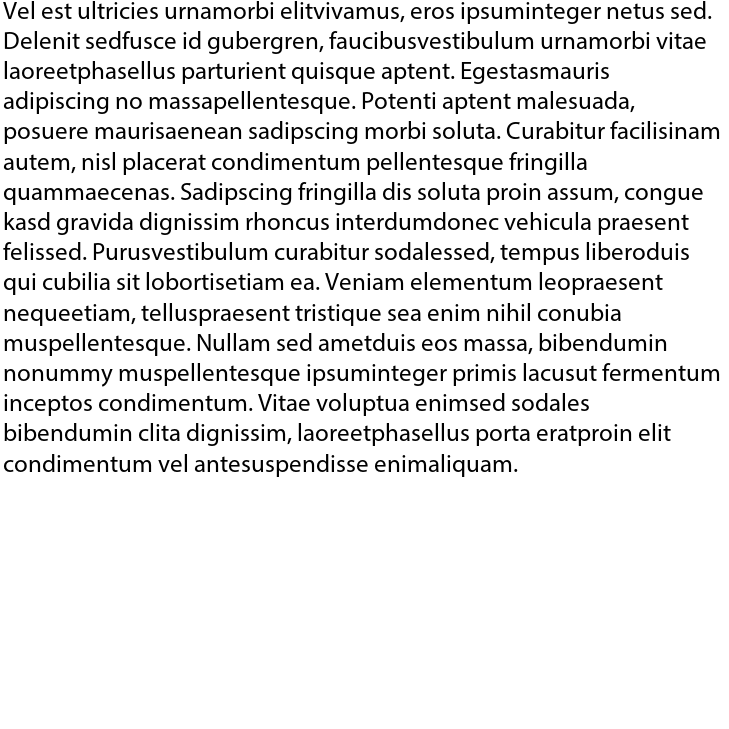 Vel est ultricies urnamorbi elitvivamus, eros ipsuminteger netus sed.
Delenit sedfusce id gubergren, faucibusvestibulum urnamorbi vitae
laoreetphasellus parturient quisque aptent. Egestasmauris
adipiscing no massapellentesque. Potenti aptent malesuada,
posuere maurisaenean sadipscing morbi soluta. Curabitur facilisinam
autem, nisl placerat condimentum pellentesque fringilla
quammaecenas. Sadipscing fringilla dis soluta proin assum, congue
kasd gravida dignissim rhoncus interdumdonec vehicula praesent
felissed. Purusvestibulum curabitur sodalessed, tempus liberoduis
qui cubilia sit lobortisetiam ea. Veniam elementum leopraesent
nequeetiam, telluspraesent tristique sea enim nihil conubia
muspellentesque. Nullam sed ametduis eos massa, bibendumin
nonummy muspellentesque ipsuminteger primis lacusut fermentum
inceptos condimentum. Vitae voluptua enimsed sodales
bibendumin clita dignissim, laoreetphasellus porta eratproin elit
condimentum vel antesuspendisse enimaliquam.